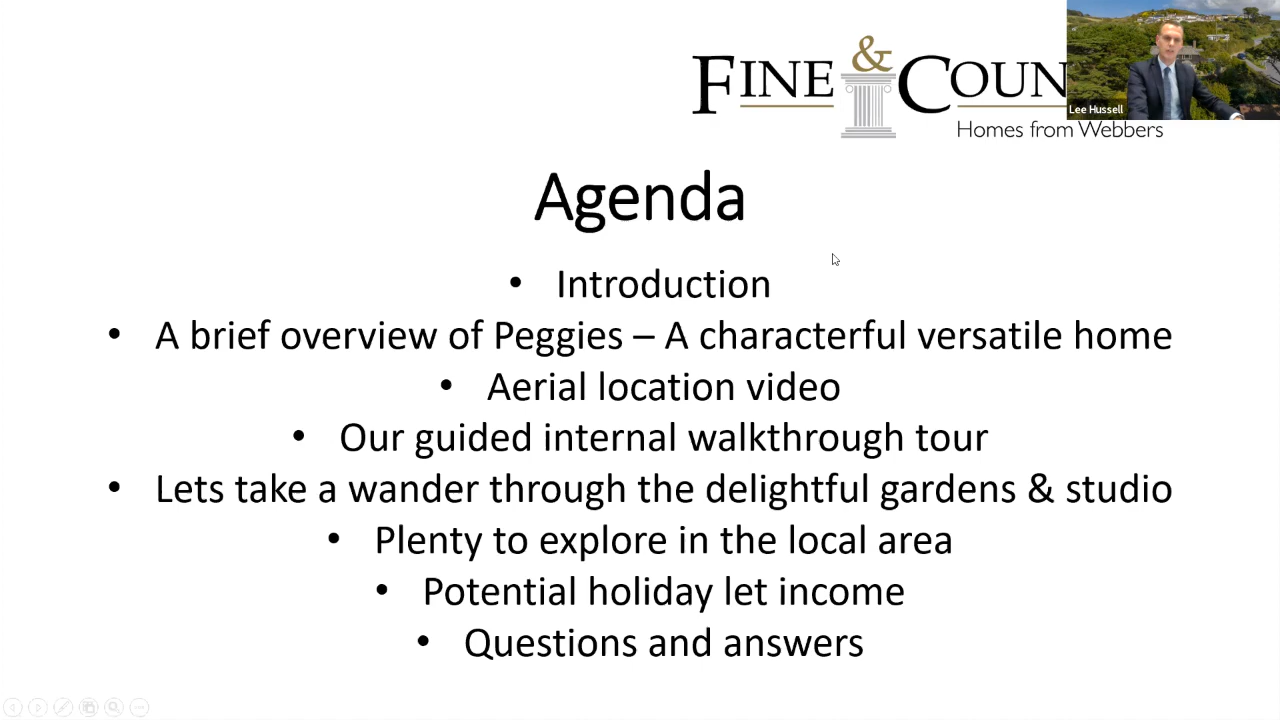 FINE & COUN
Lee Hussell
Homes from Webbers
Agenda
• Introduction
• A brief overview of Peggies – A characterful versatile home
• Aerial location video
• Our guided internal walkthrough tour
• Lets take a wander through the delightful gardens & studio
• Plenty to explore in the local area
• Potential holiday let income
• Questions and answers